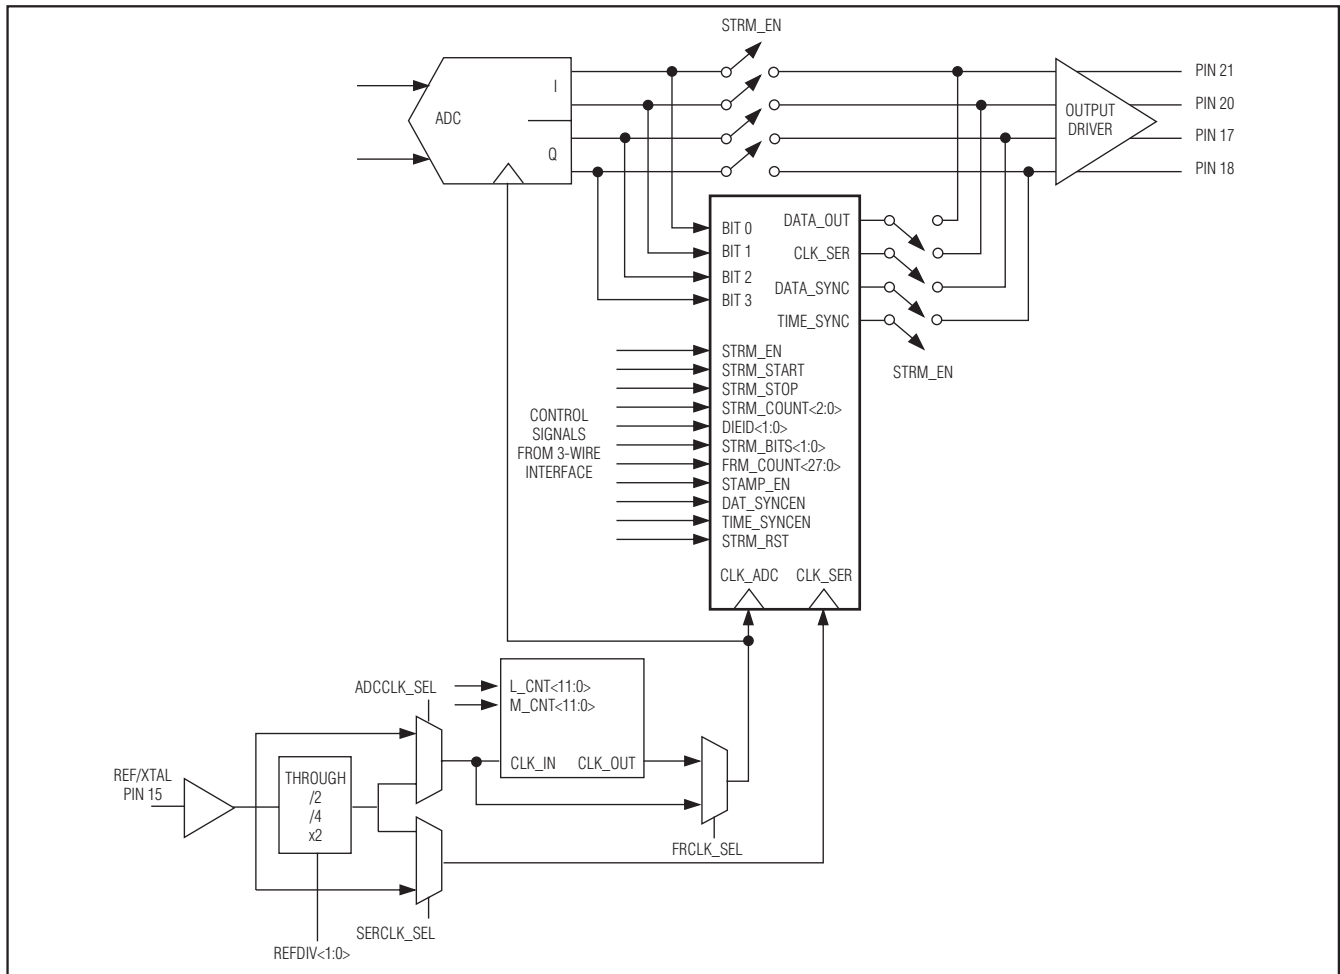 STRM_EN
I
ADC
Q
OUTPUT
DRIVER
PIN 21
PIN 20
PIN 17
PIN 18
BIT 0
BIT 1
BIT 2
BIT 3
DATA_OUT
CLK_SER
DATA_SYNC
TIME_SYNC
STRM_EN
CONTROL
SIGNALS
FROM 3-WIRE
INTERFACE
STRM_EN
STRM_START
STRM_STOP
STRM_COUNT<2:0>
DIEID<1:0>
STRM_BITS<1:0>
FRM_COUNT<27:0>
STAMP_EN
DAT_SYNCEN
TIME_SYNCEN
STRM_RST
CLK_ADC
CLK_SER
ADCCLK_SEL
L_CNT<11:0>
M_CNT<11:0>
CLK_IN
CLK_OUT
REF/XTAL
PIN 15
THROUGH
/2
/4
x2
FRCLK_SEL
SERCLK_SEL
REFDIV<1:0>